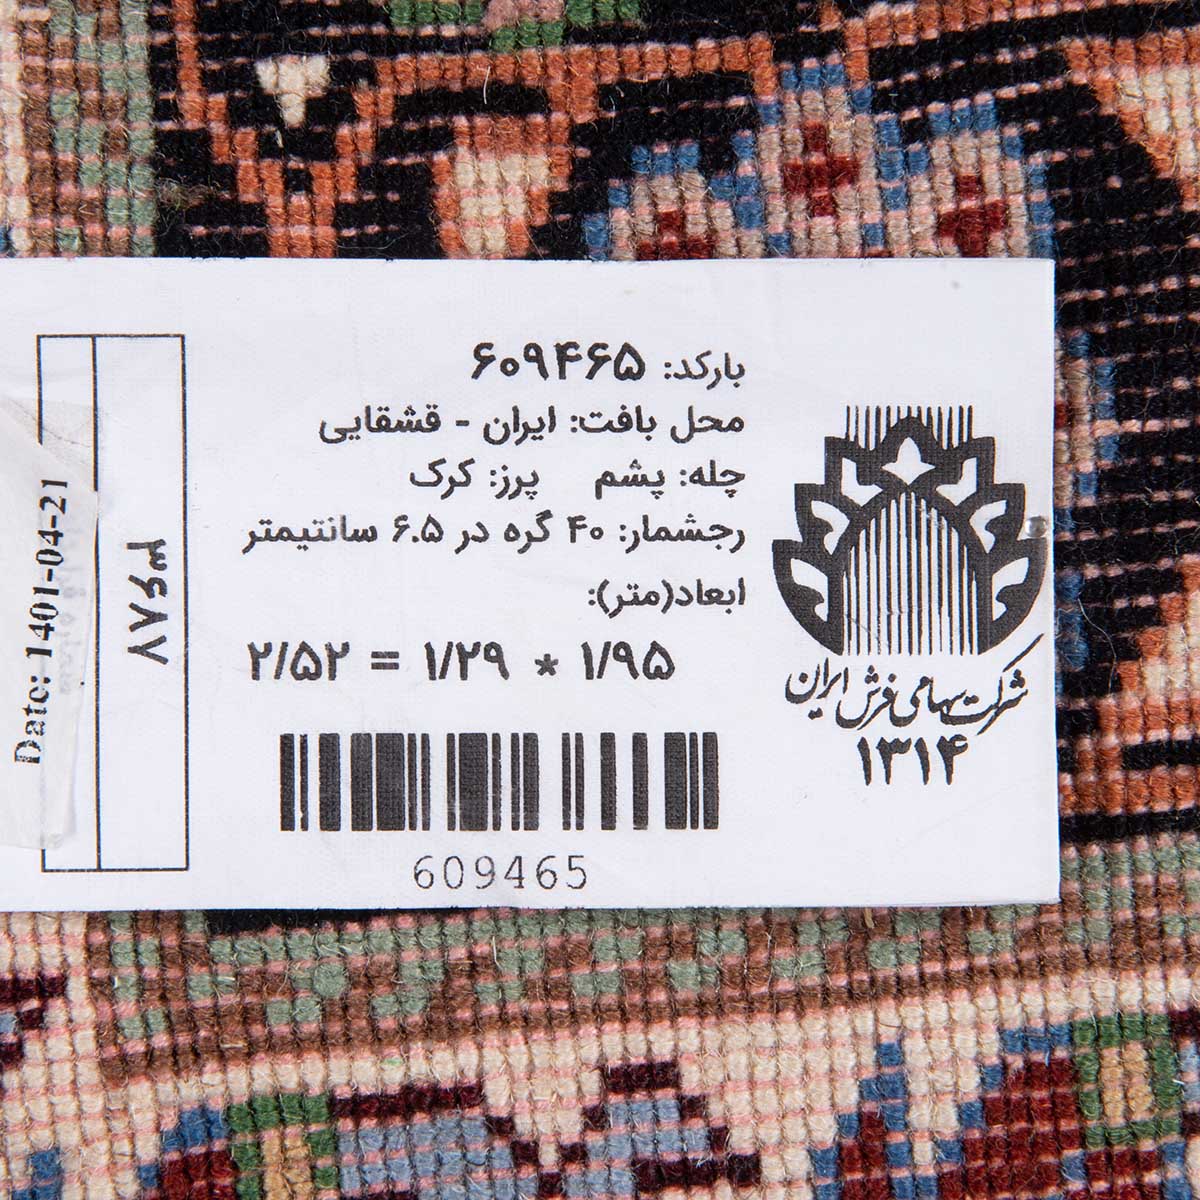 بارکد: ۶۰۹۴۶۵
محل بافت: ایران - قشقایی
چله: پشم پرز: کرک
رجشمار: ۴۰ گره در ۶.۵ سانتیمتر
ابعاد(متر):
۱/۹۵ * ۱/۲۹ = ۲/۵۲
609465
شرکت سهامی فرش ایران
۱۳۱۴
۳۶۸۷
Date: 1401-04-21